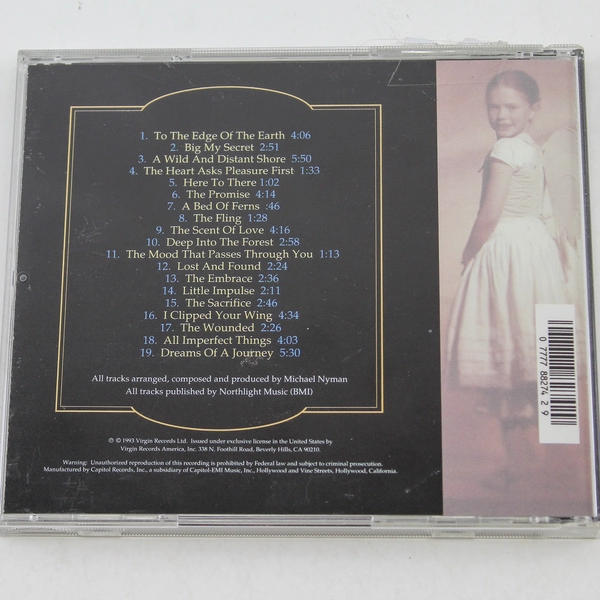 1. To The Edge Of The Earth 4:06
2. Big My Secret 2:51
3. A Wild And Distant Shore 5:50
4. The Heart Asks Pleasure First 1:33
5. Here To There 1:02
6. The Promise 4:14
7. A Bed Of Ferns :46
8. The Fling 1:28
9. The Scent Of Love 4:16
10. Deep Into The Forest 2:58
11. The Mood That Passes Through You 1:13
12. Lost And Found 2:24
13. The Embrace 2:36
14. Little Impulse 2:11
15. The Sacrifice 2:46
16. I Clipped Your Wing 4:34
17. The Wounded 2:26
18. All Imperfect Things 4:03
19. Dreams Of A Journey 5:30
All tracks arranged, composed and produced by Michael Nyman
All tracks published by Northlight Music (BMI)
℗ © 1993 Virgin Records Ltd. Issued under exclusive license in the United States by
Virgin Records America, Inc. 338 N. Foothill Road, Beverly Hills, CA 90210.
Warning: Unauthorized reproduction of this recording is prohibited by Federal law and subject to criminal prosecution.
Manufactured by Capitol Records, Inc., a subsidiary of Capitol-EMI Music, Inc., Hollywood and Vine Streets, Hollywood, California.
0 7777 88274 2 9